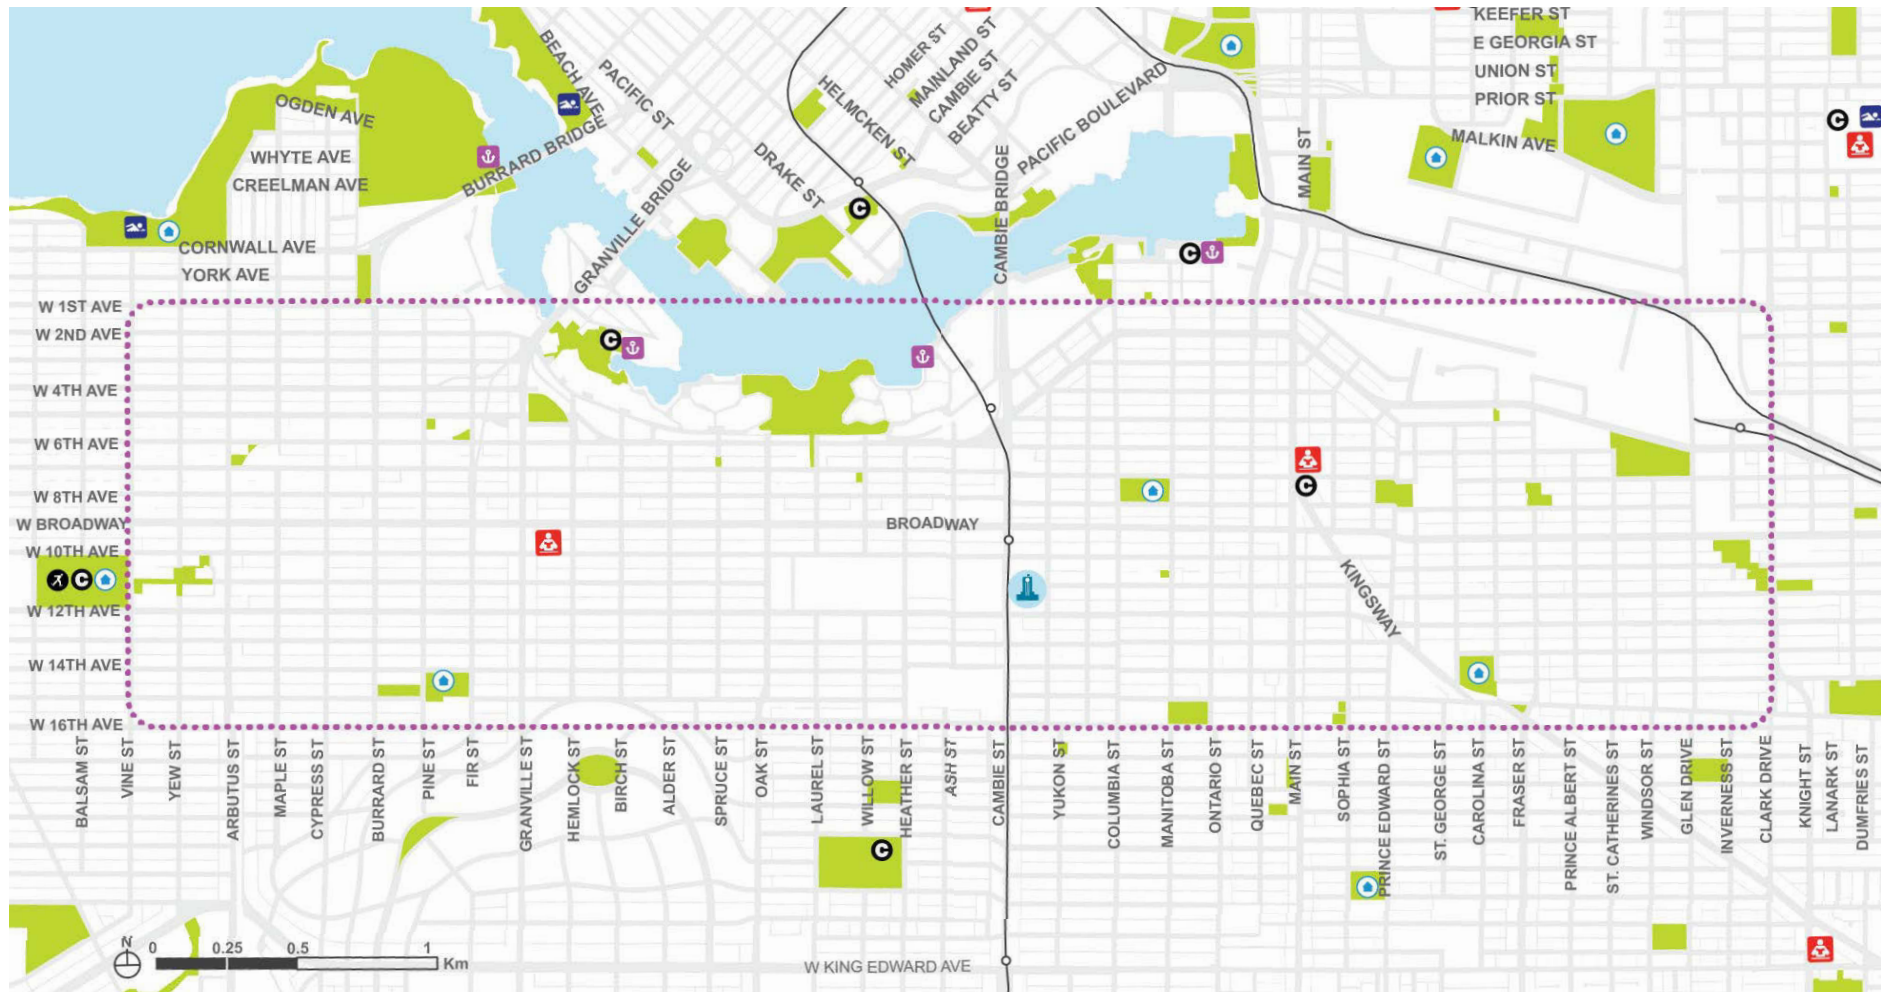 KEEFER ST
E GEORGIA ST
UNION ST
PRIOR ST
MALKIN AVE
MAIN ST
HOMER ST
MAINLAND ST
CAMBIE ST
BEATTY ST
PACIFIC BOULEVARD
HELMCKEN ST
DRAKE ST
BEACH AVE
PACIFIC ST
BURRARD BRIDGE
GRANVILLE BRIDGE
CAMBIE BRIDGE
OGDEN AVE
WHYTE AVE
CREELMAN AVE
CORNWALL AVE
YORK AVE
W 1ST AVE
W 2ND AVE
W 4TH AVE
W 6TH AVE
W 8TH AVE
W BROADWAY
BROADWAY
W 10TH AVE
W 12TH AVE
W 14TH AVE
W 16TH AVE
KINGSWAY
C
C
C
C
C
C
C
BALSAM ST
VINE ST
YEW ST
ARBUTUS ST
MAPLE ST
CYPRESS ST
BURRARD ST
PINE ST
FIR ST
GRANVILLE ST
HEMLOCK ST
BIRCH ST
ALDER ST
SPRUCE ST
OAK ST
LAUREL ST
WILLOW ST
HEATHER ST
ASH ST
CAMBIE ST
YUKON ST
COLUMBIA ST
MANITOBA ST
ONTARIO ST
QUEBEC ST
MAIN ST
SOPHIA ST
PRINCE EDWARD ST
ST. GEORGE ST
CAROLINA ST
FRASER ST
PRINCE ALBERT ST
ST. CATHERINES ST
WINDSOR ST
GLEN DRIVE
INVERNESS ST
CLARK DRIVE
KNIGHT ST
LANARK ST
DUMFRIES ST
W KING EDWARD AVE
N
0 0.25 0.5 1
Km